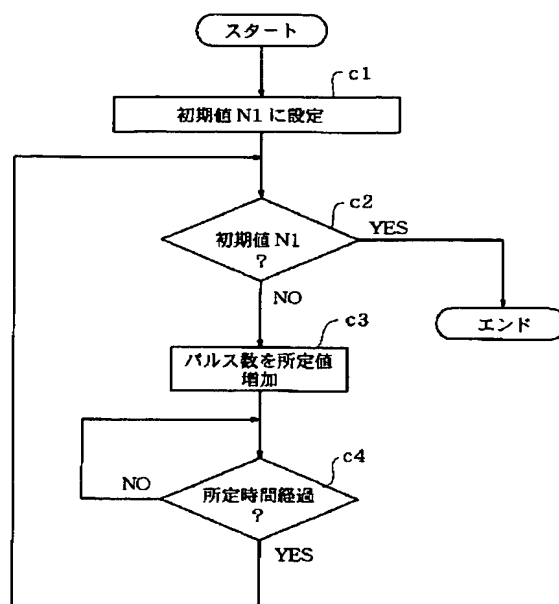 スタート
c1
初期値 N1 に設定
c2
初期値 N1
?
YES
NO
エンド
c3
パルス数を所定値
増加
c4
NO
所定時間経過
?
YES